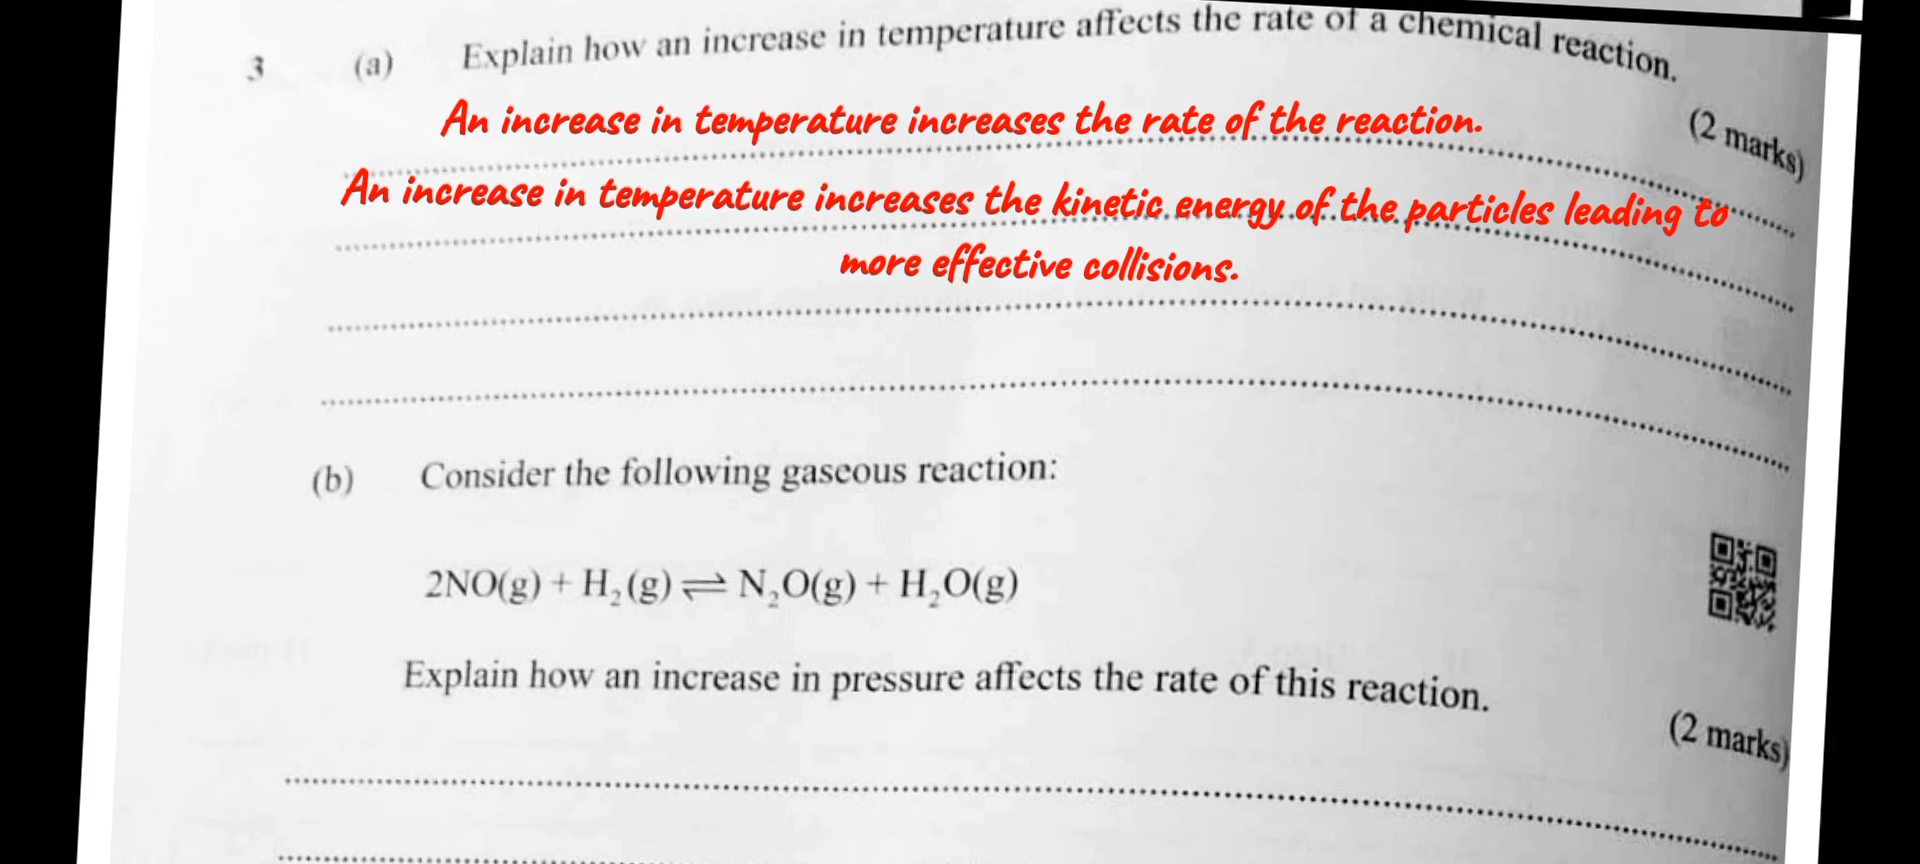 3 (a) Explain how an increase in temperature affects the rate of a chemical reaction.
(2 marks)
An increase in temperature increases the rate of the reaction.
An increase in temperature increases the kinetic energy of the particles leading to
more effective collisions.
(b) Consider the following gaseous reaction:
2NO(g) + H₂(g) ⇌ N₂O(g) + H₂O(g)
Explain how an increase in pressure affects the rate of this reaction.
(2 marks)